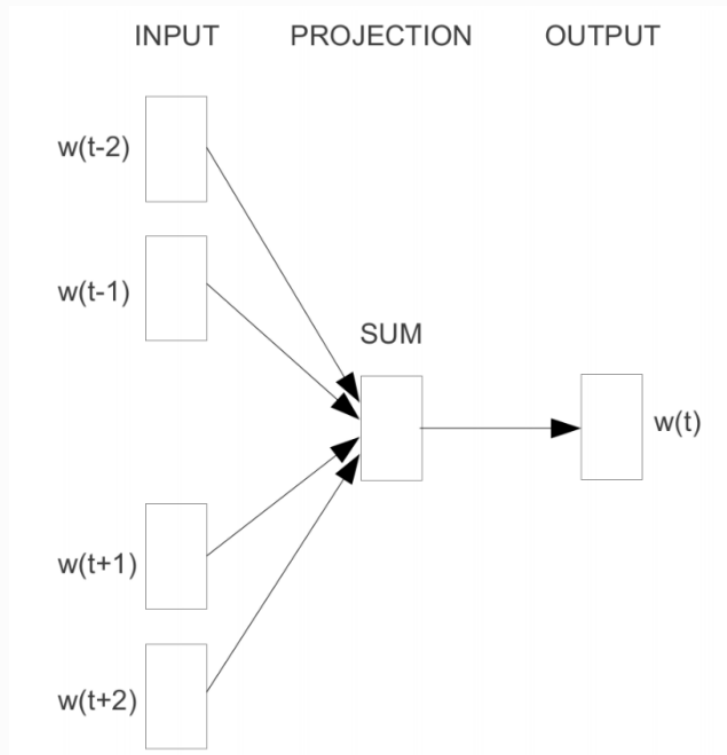 INPUT PROJECTION OUTPUT
w(t-2)
w(t-1)
SUM
w(t)
w(t+1)
w(t+2)